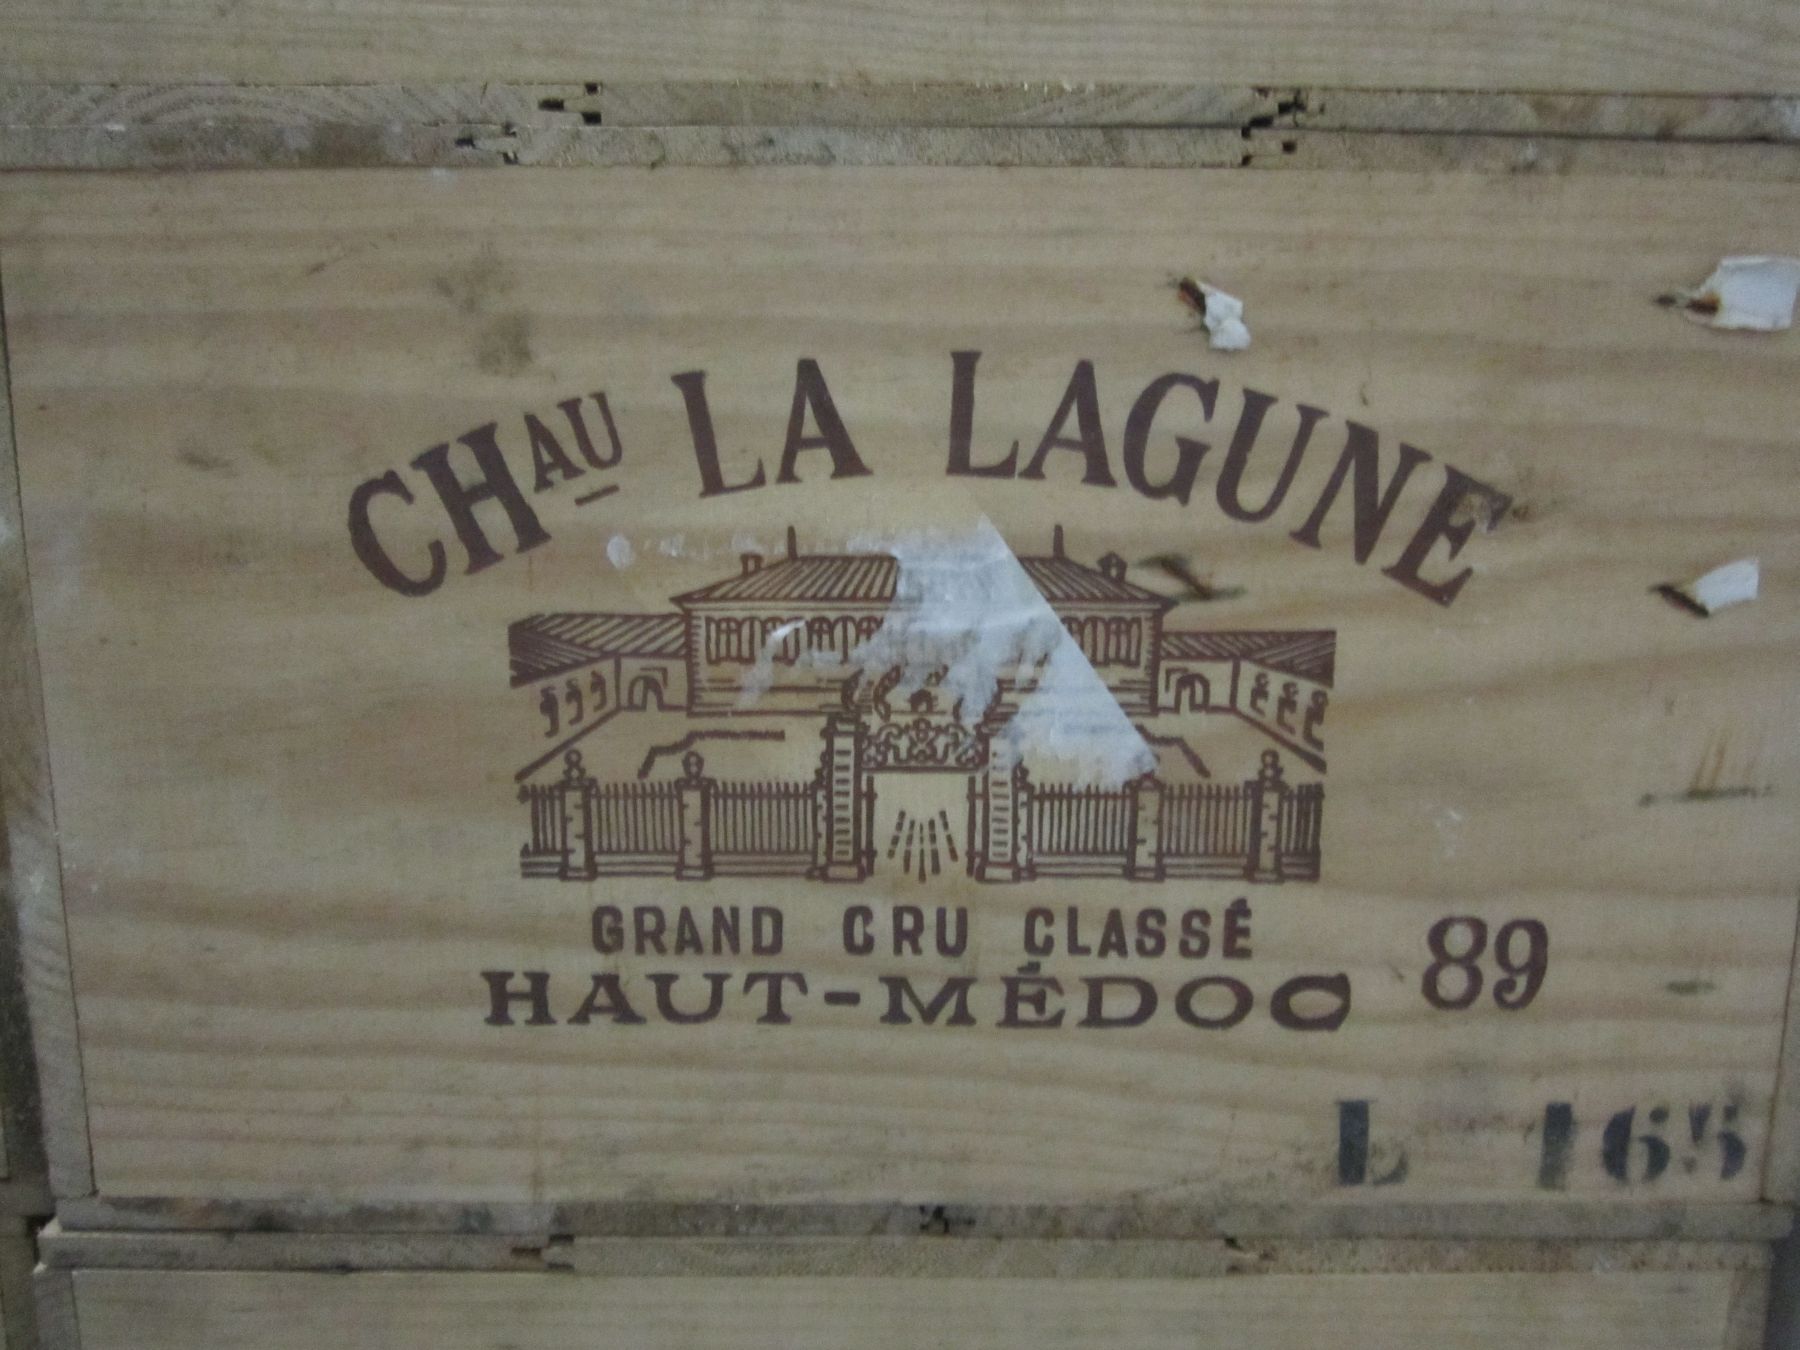 CHAU LA LAGUNE
GRAND CRU CLASSÉ
HAUT-MÉDOC 89
L 165